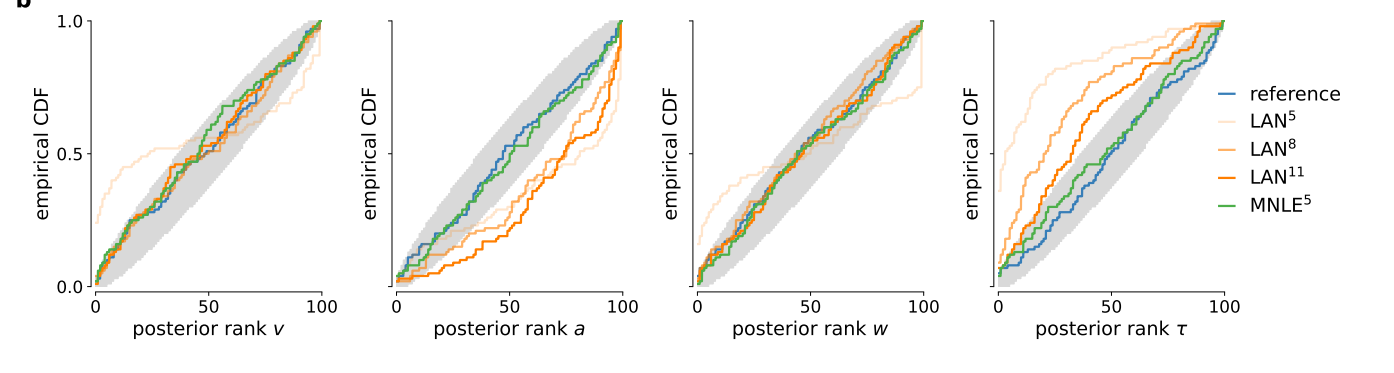 b
1.0
0.5
0.0
empirical CDF
0 50 100
posterior rank v
empirical CDF
0 50 100
posterior rank a
empirical CDF
0 50 100
posterior rank w
empirical CDF
0 50 100
posterior rank τ
reference
LAN⁵
LAN⁸
LAN¹¹
MNLE⁵